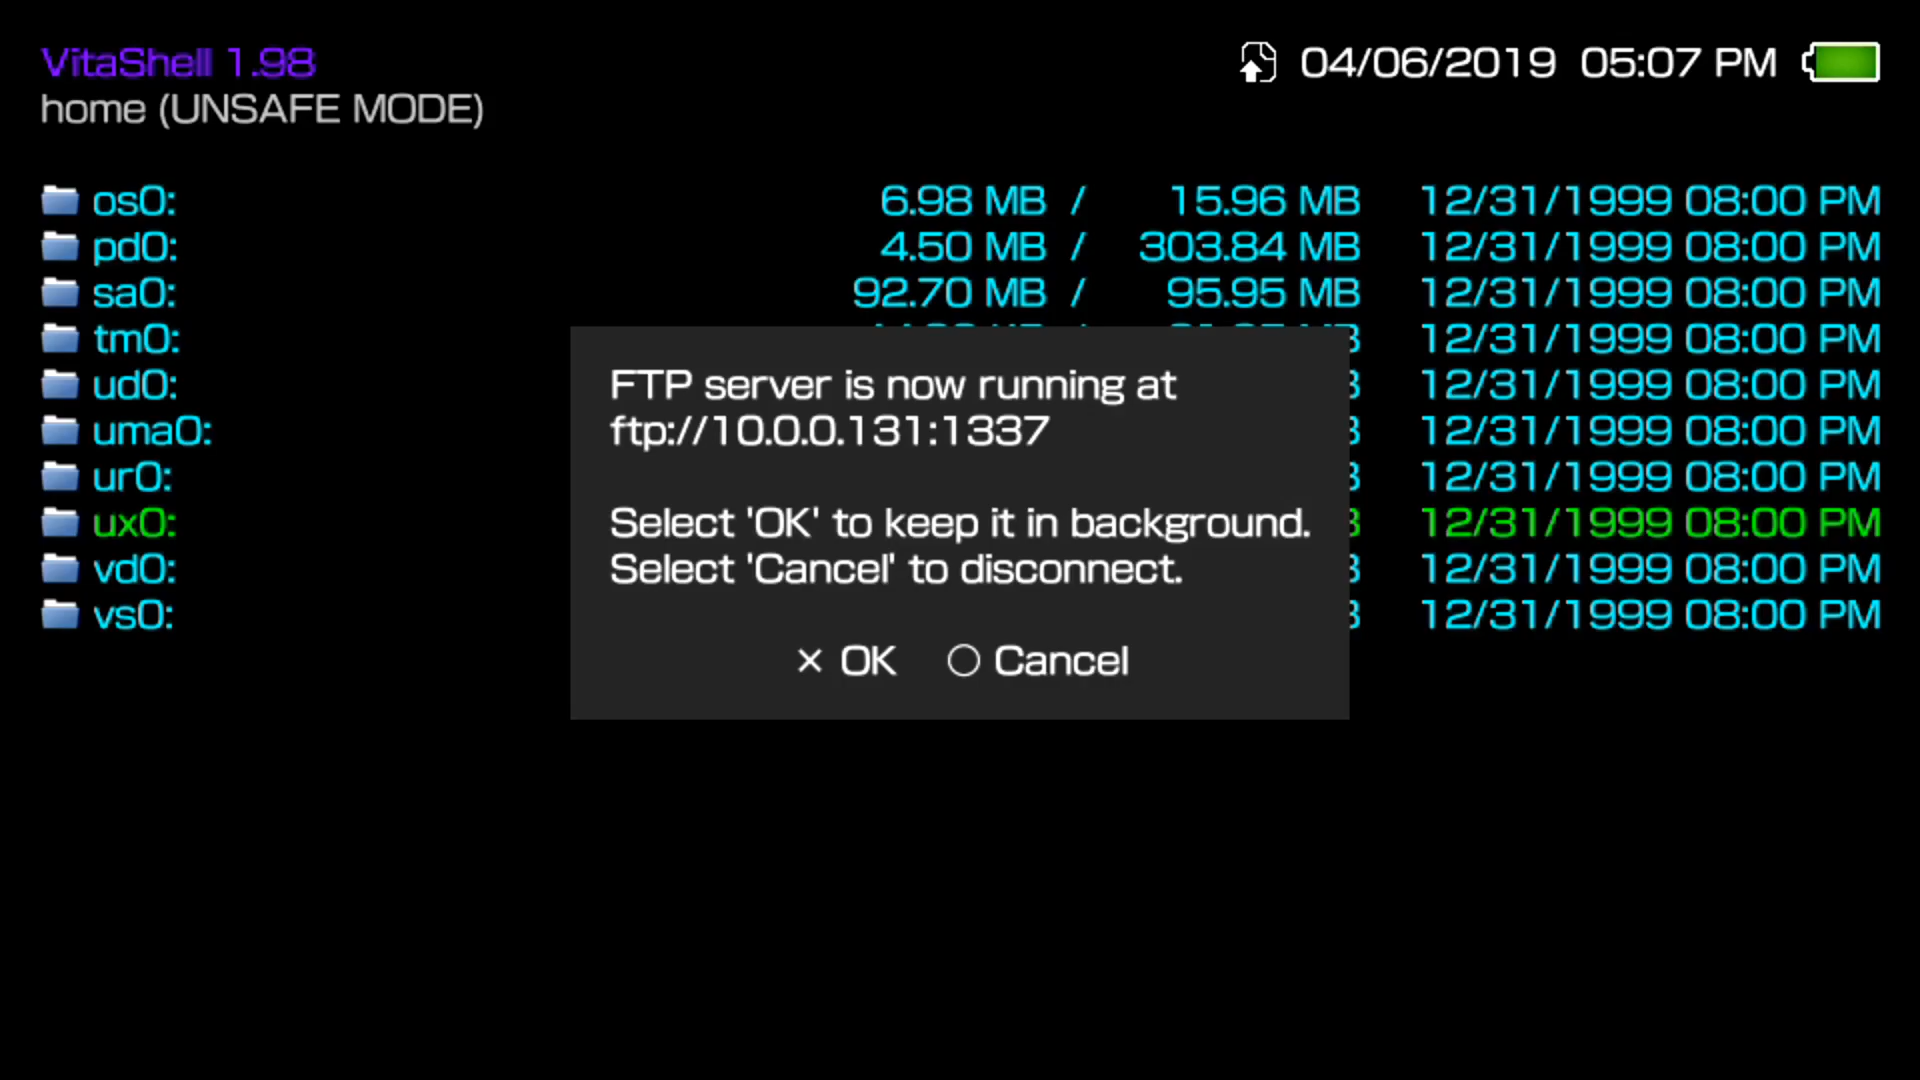 VitaShell 1.98
04/06/2019 05:07 PM
home (UNSAFE MODE)
os0: 6.98 MB / 15.96 MB 12/31/1999 08:00 PM
pd0: 4.50 MB / 303.84 MB 12/31/1999 08:00 PM
sa0: 92.70 MB / 95.95 MB 12/31/1999 08:00 PM
tm0: 12/31/1999 08:00 PM
ud0: 12/31/1999 08:00 PM
uma0: 12/31/1999 08:00 PM
ur0: 12/31/1999 08:00 PM
ux0: 12/31/1999 08:00 PM
vd0: 12/31/1999 08:00 PM
vs0: 12/31/1999 08:00 PM
FTP server is now running at
ftp://10.0.0.131:1337
Select 'OK' to keep it in background.
Select 'Cancel' to disconnect.
× OK ○ Cancel